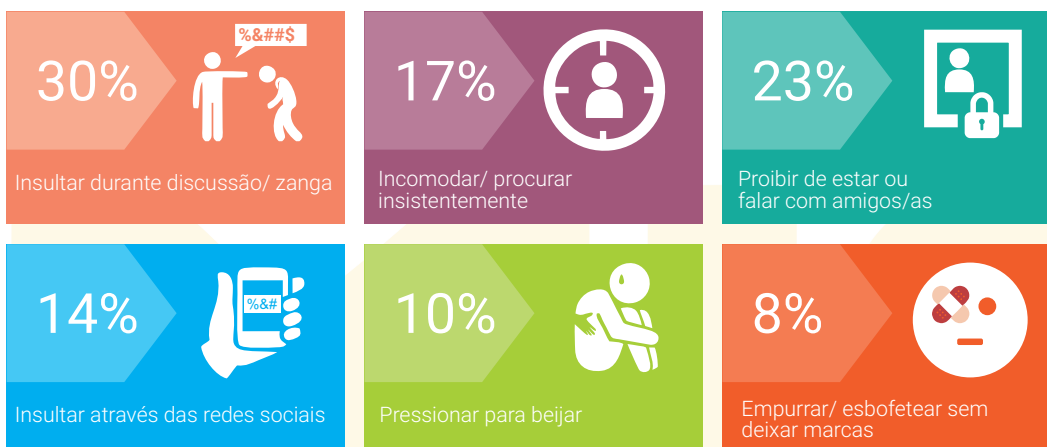 30%
%&##$
Insultar durante discussão/ zanga
17%
Incomodar/ procurar
insistentemente
23%
Proibir de estar ou
falar com amigos/as
14%
%&#
Insultar através das redes sociais
10%
Pressionar para beijar
8%
Empurrar/ esbofetear sem
deixar marcas